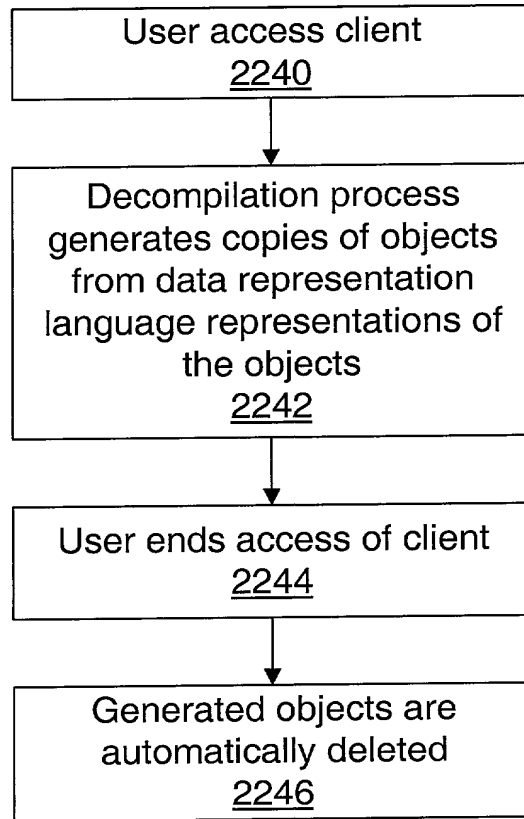 User access client
2240
Decompilation process
generates copies of objects
from data representation
language representations of
the objects
2242
User ends access of client
2244
Generated objects are
automatically deleted
2246